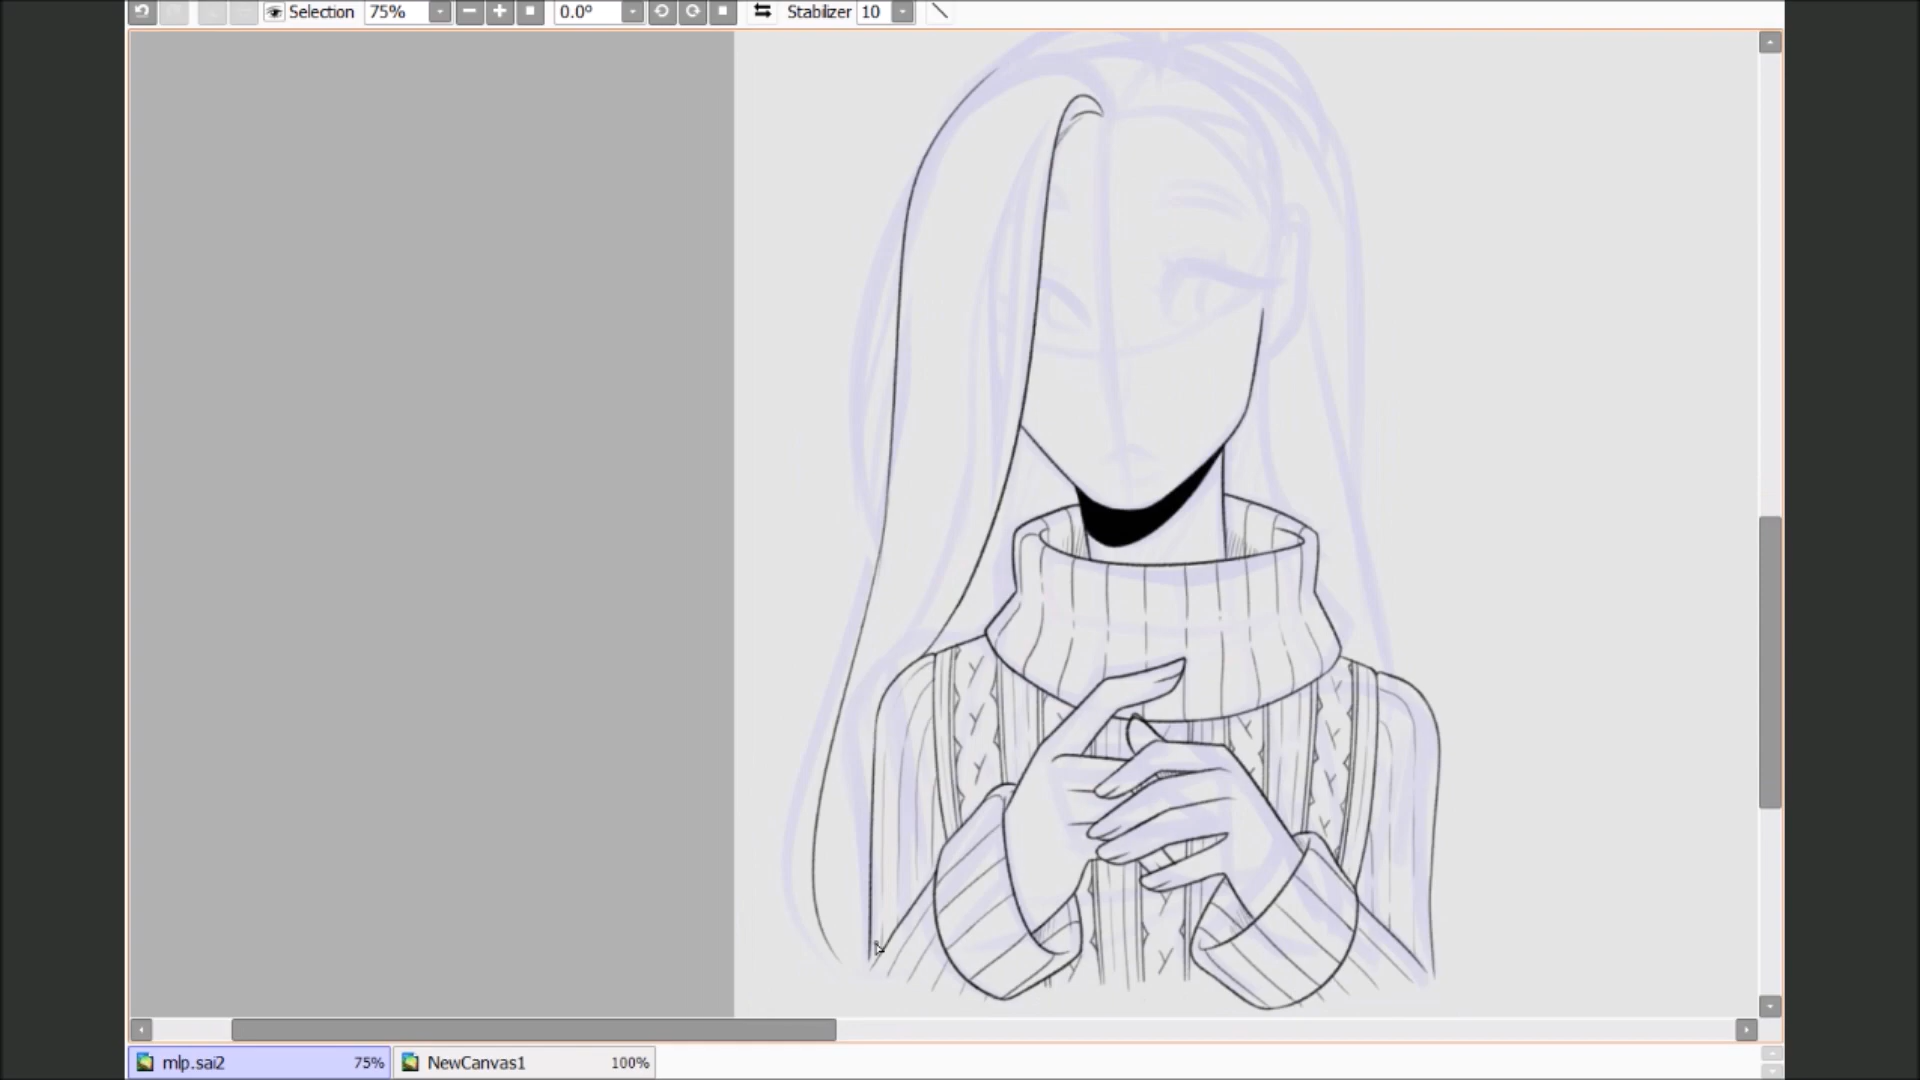 Selection 75% 0.0° Stabilizer 10
mlp.sai2 75% NewCanvas1 100%